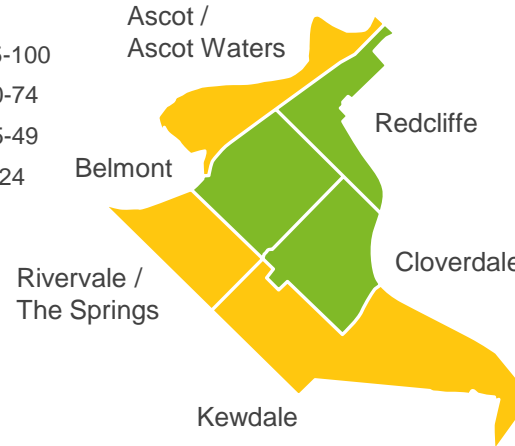 Ascot /
Ascot Waters
5-100
0-74
5-49
24
Redcliffe
Belmont
Cloverdale
Rivervale /
The Springs
Kewdale